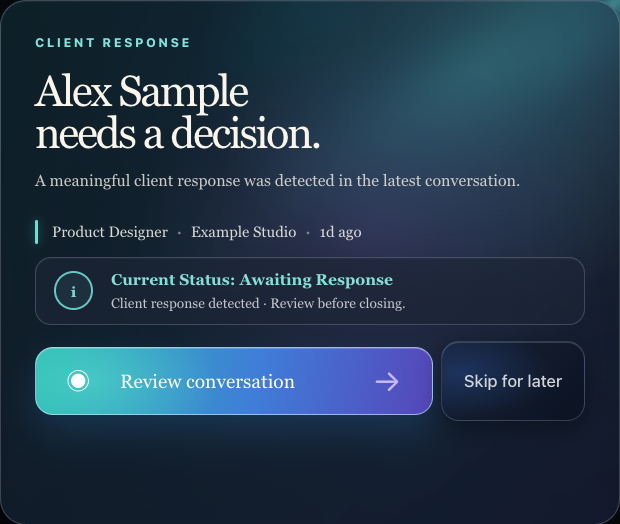 CLIENT RESPONSE
Alex Sample
needs a decision.
A meaningful client response was detected in the latest conversation.
Product Designer · Example Studio · 1d ago
i
Current Status: Awaiting Response
Client response detected · Review before closing.
Review conversation
Skip for later